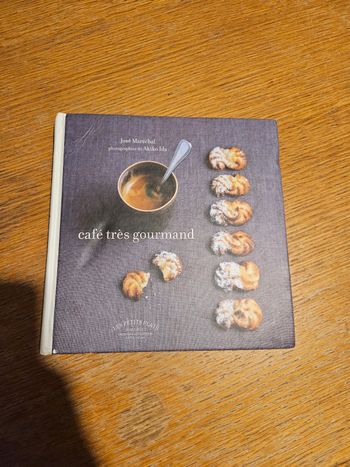 José Maréchal
photographies de Akiko Ida
café très gourmand
LES PETITS PLATS